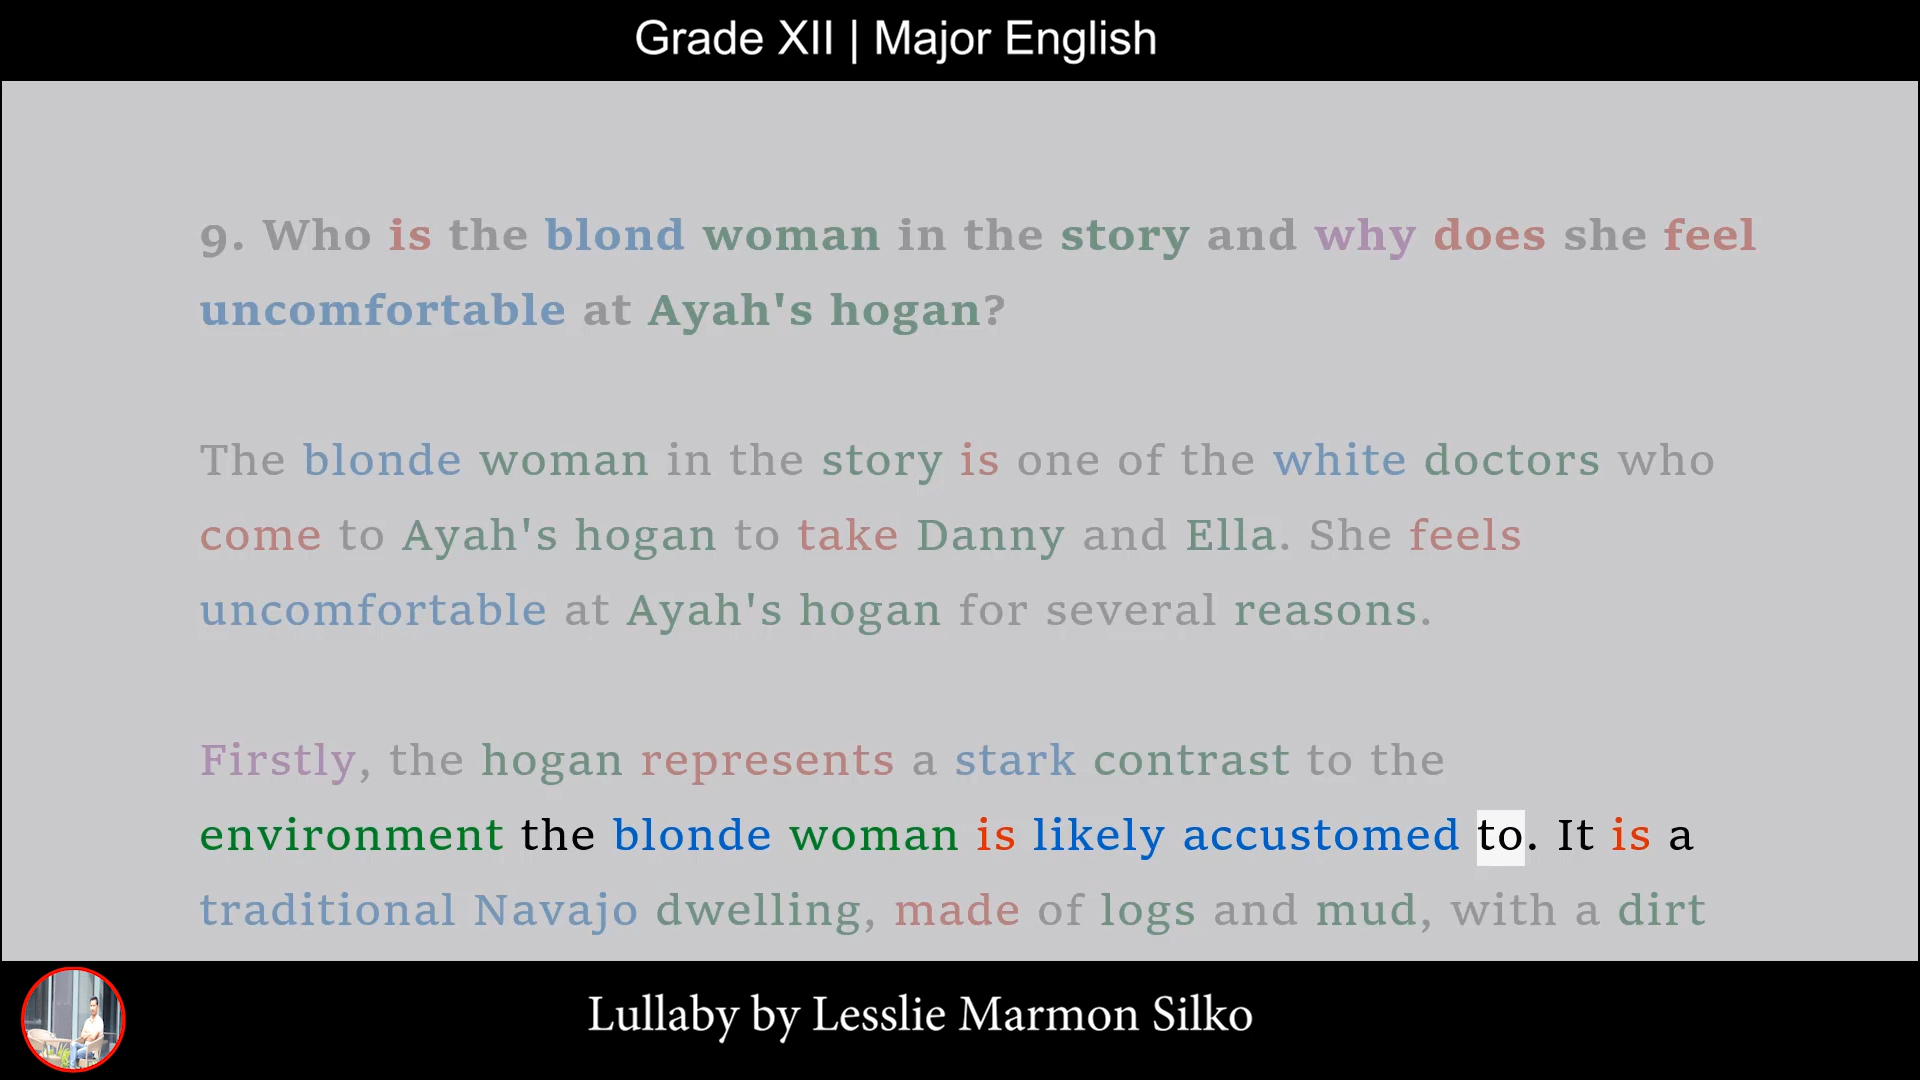 Grade XII | Major English
9. Who is the blond woman in the story and why does she feel
uncomfortable at Ayah's hogan?
The blonde woman in the story is one of the white doctors who
come to Ayah's hogan to take Danny and Ella. She feels
uncomfortable at Ayah's hogan for several reasons.
Firstly, the hogan represents a stark contrast to the
environment the blonde woman is likely accustomed to. It is a
traditional Navajo dwelling, made of logs and mud, with a dirt
Lullaby by Lesslie Marmon Silko